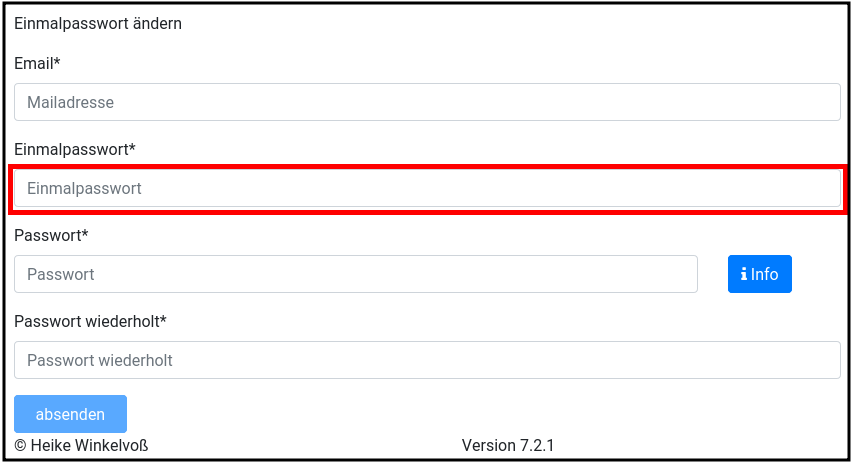 Einmalpasswort ändern
Email*
Mailadresse
Einmalpasswort*
Einmalpasswort
Passwort*
Passwort
Info
Passwort wiederholt*
Passwort wiederholt
absenden
© Heike Winkelvoß Version 7.2.1